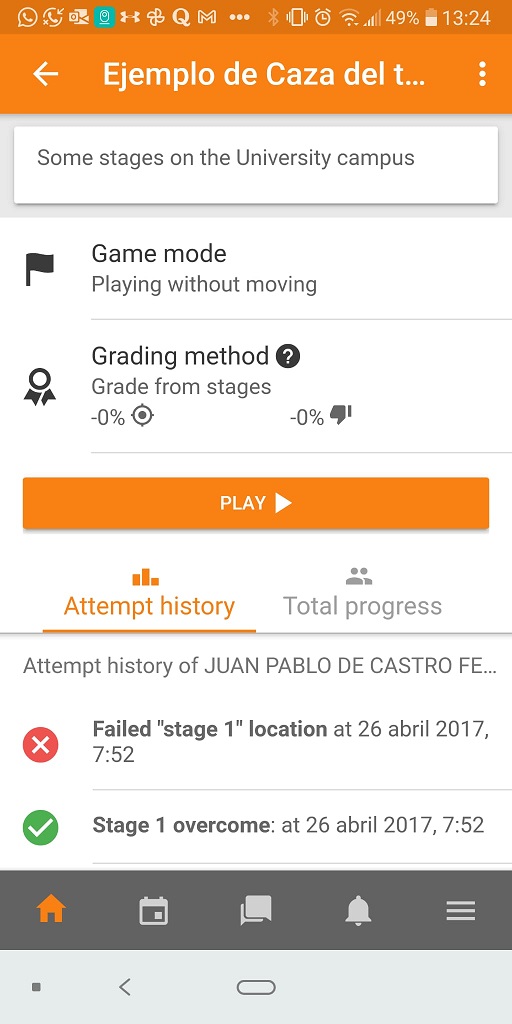 49% 13:24
Ejemplo de Caza del t...
Some stages on the University campus
Game mode
Playing without moving
Grading method ?
Grade from stages
-0% -0%
PLAY
Attempt history Total progress
Attempt history of JUAN PABLO DE CASTRO FE...
Failed "stage 1" location at 26 abril 2017,
7:52
Stage 1 overcome: at 26 abril 2017, 7:52